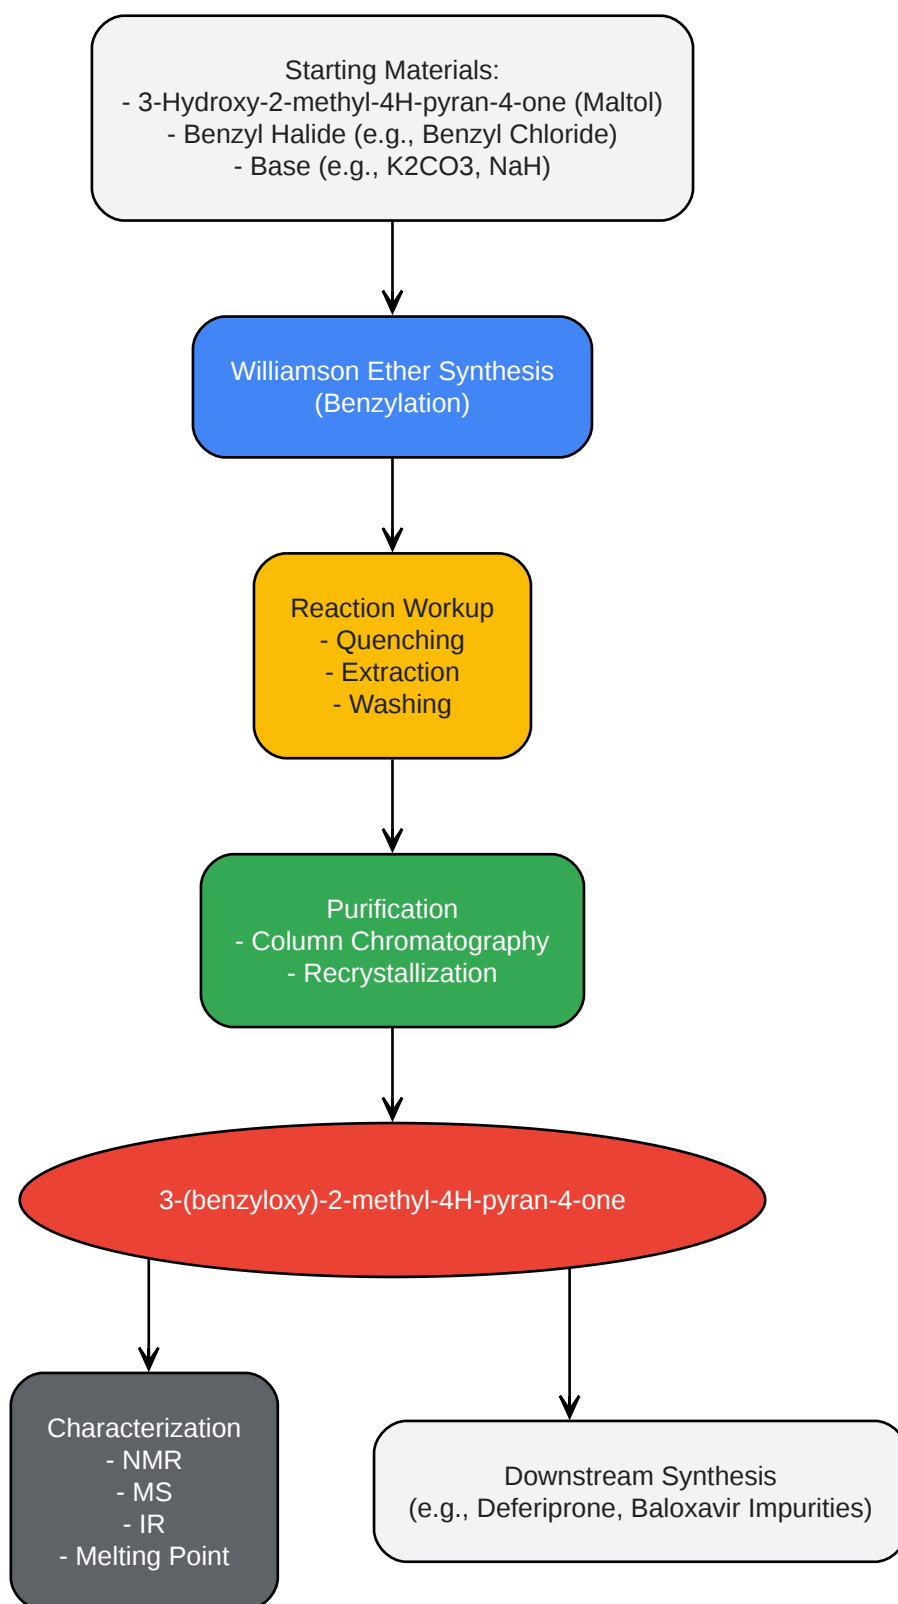 Starting Materials:
- 3-Hydroxy-2-methyl-4H-pyran-4-one (Maltol)
- Benzyl Halide (e.g., Benzyl Chloride)
- Base (e.g., K2CO3, NaH)
Williamson Ether Synthesis
(Benzylation)
Reaction Workup
- Quenching
- Extraction
- Washing
Purification
- Column Chromatography
- Recrystallization
3-(benzyloxy)-2-methyl-4H-pyran-4-one
Characterization
- NMR
- MS
- IR
- Melting Point
Downstream Synthesis
(e.g., Deferiprone, Baloxavir Impurities)